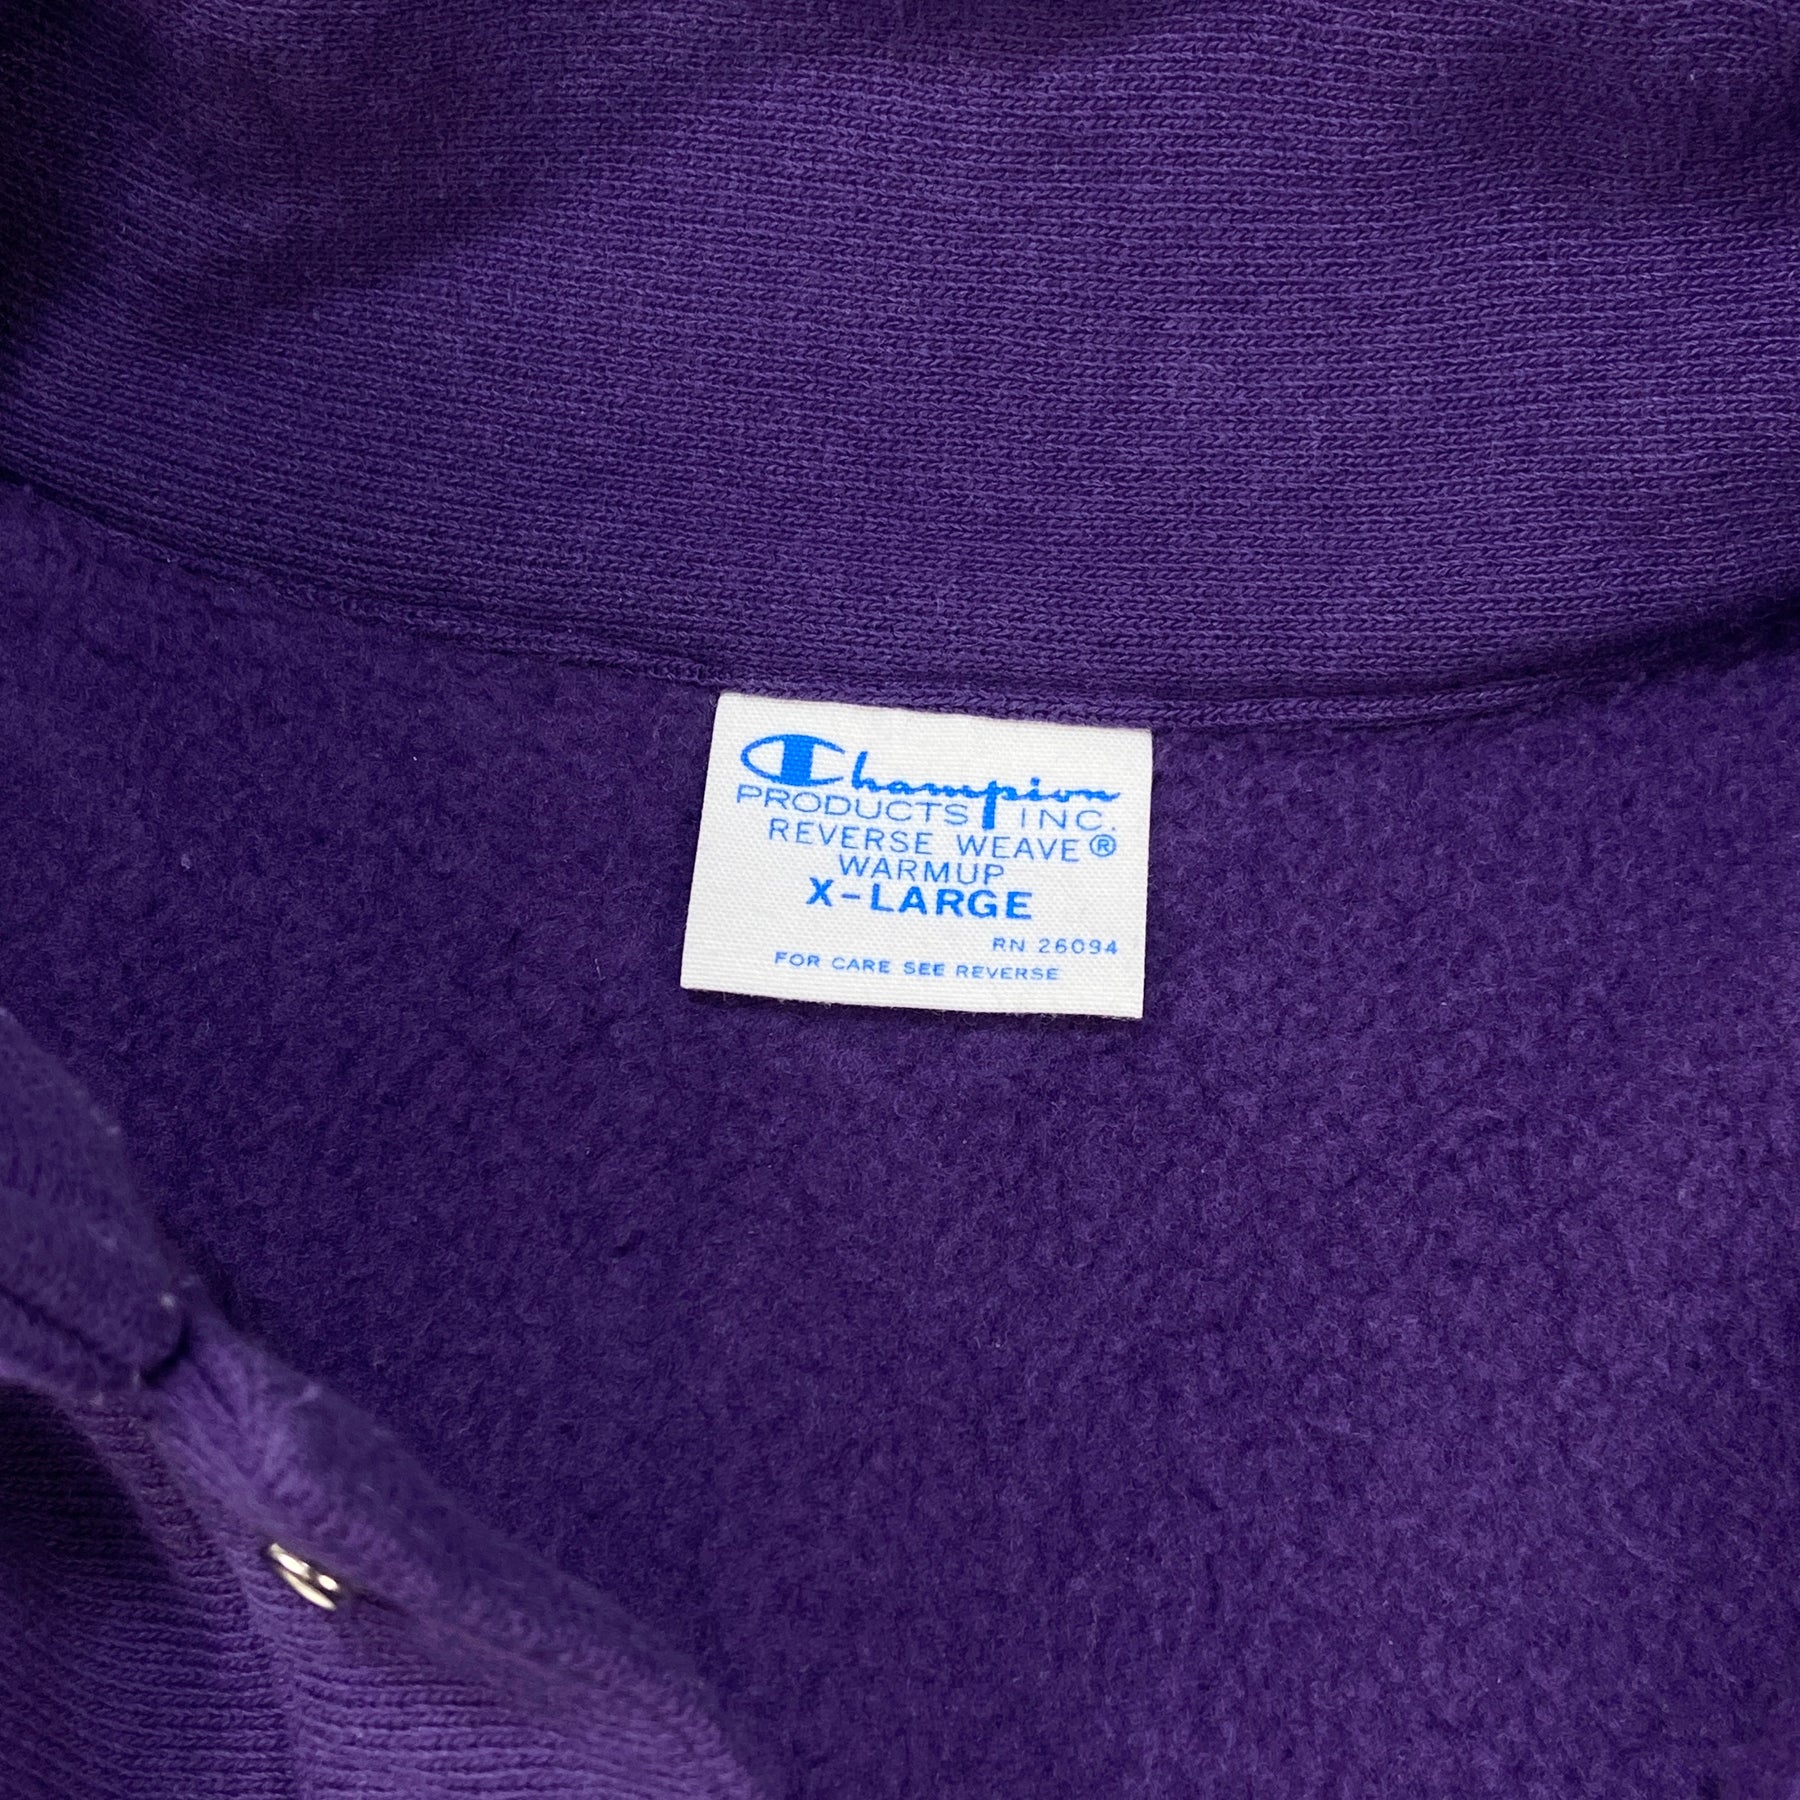 Champion
PRODUCTS INC.
REVERSE WEAVE®
WARMUP
X-LARGE
RN 26094
FOR CARE SEE REVERSE